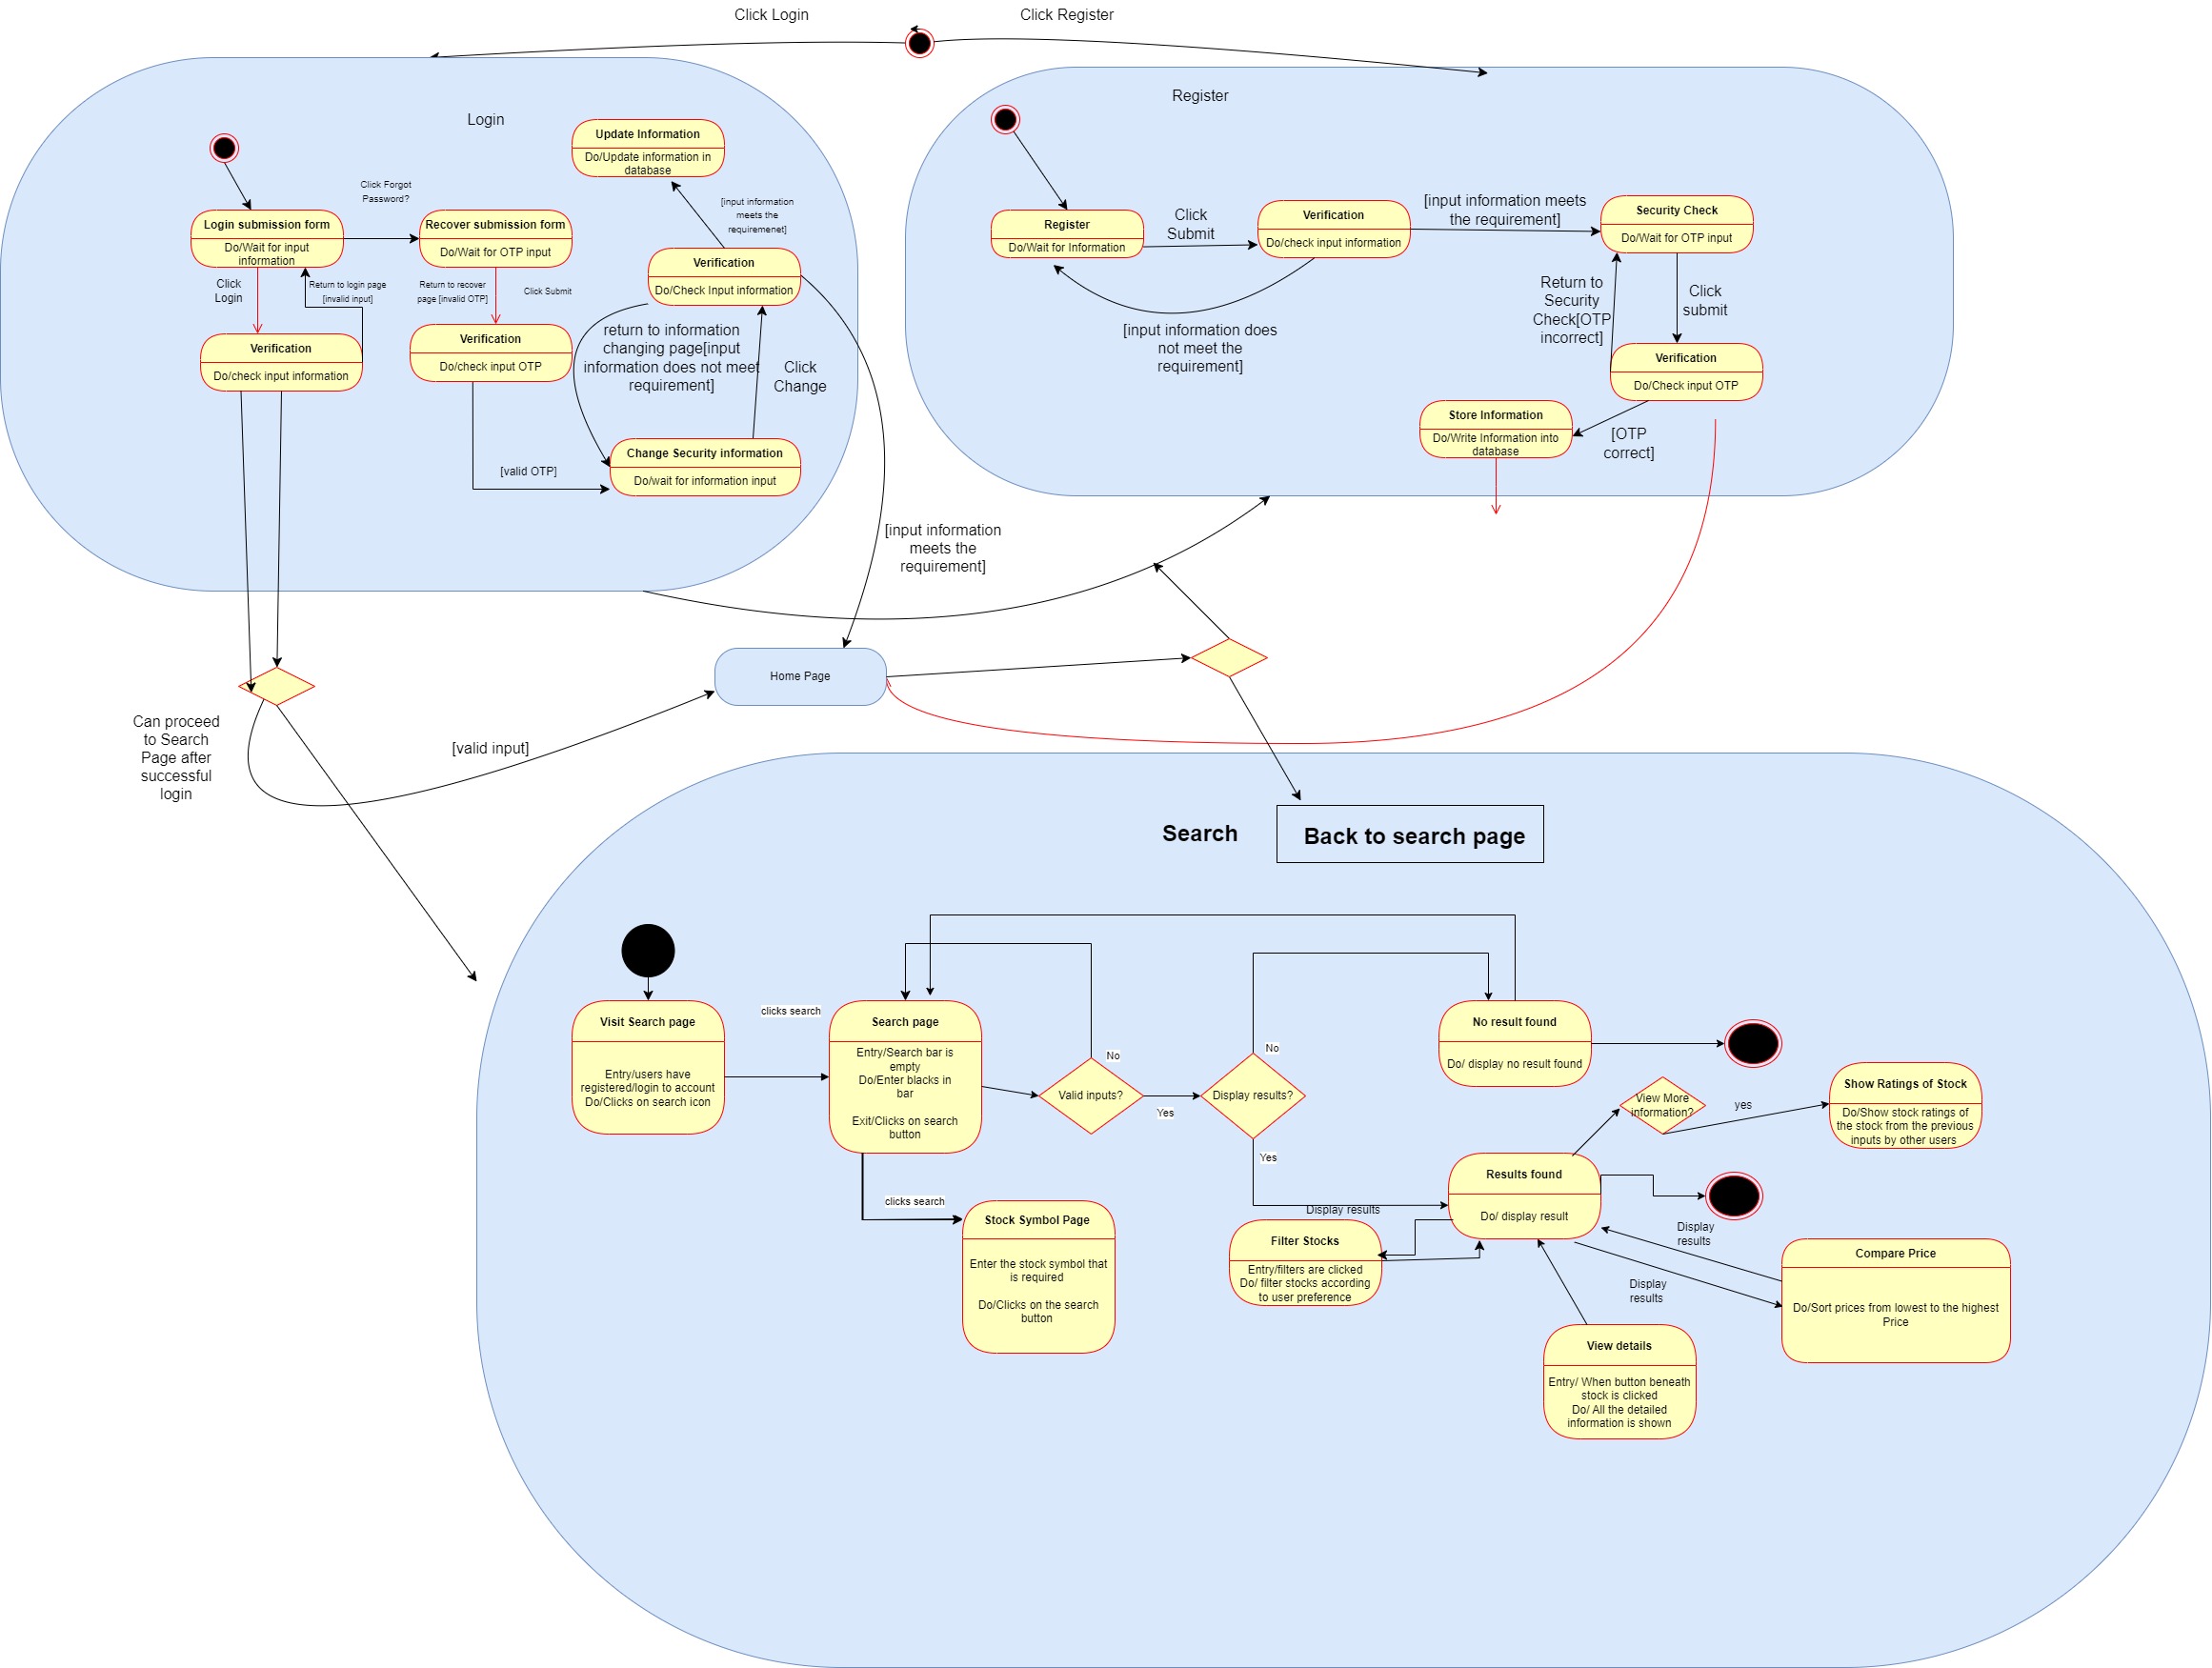 Click Login
Click Register
Login
Update Information
Do/Update information in
database
Click Forgot
Password?
[input information
meets the
requiremenet]
Login submission form
Do/Wait for input
information
Recover submission form
Do/Wait for OTP input
Verification
Do/Check Input information
Click
Login
Return to login page
[invalid input]
Return to recover
page [invalid OTP]
Click Submit
Verification
Do/check input information
Verification
Do/check input OTP
return to information
changing page[input
information does not meet
requirement]
Click
Change
[valid OTP]
Change Security information
Do/wait for information input
Register
Register
Do/Wait for Information
Click
Submit
Verification
Do/check input information
[input information meets
the requirement]
Security Check
Do/Wait for OTP input
[input information does
not meet the
requirement]
Return to
Security
Check[OTP
incorrect]
Click
submit
Verification
Do/Check input OTP
Store Information
Do/Write Information into
database
[OTP
correct]
[input information
meets the
requirement]
Home Page
Can proceed
to Search
Page after
successful
login
[valid input]
Search
Back to search page
Visit Search page
Entry/users have
registered/login to account
Do/Clicks on search icon
clicks search
Search page
Entry/Search bar is
empty
Do/Enter blacks in
bar
Exit/Clicks on search
button
No
Valid inputs?
Yes
No
Display results?
Yes
No result found
Do/ display no result found
View More
information?
yes
Show Ratings of Stock
Do/Show stock ratings of
the stock from the previous
inputs by other users
clicks search
Stock Symbol Page
Enter the stock symbol that
is required
Do/Clicks on the search
button
Results found
Do/ display result
Display results
Filter Stocks
Entry/filters are clicked
Do/ filter stocks according
to user preference
Display
results
Display
results
Compare Price
Do/Sort prices from lowest to the highest
Price
View details
Entry/ When button beneath
stock is clicked
Do/ All the detailed
information is shown